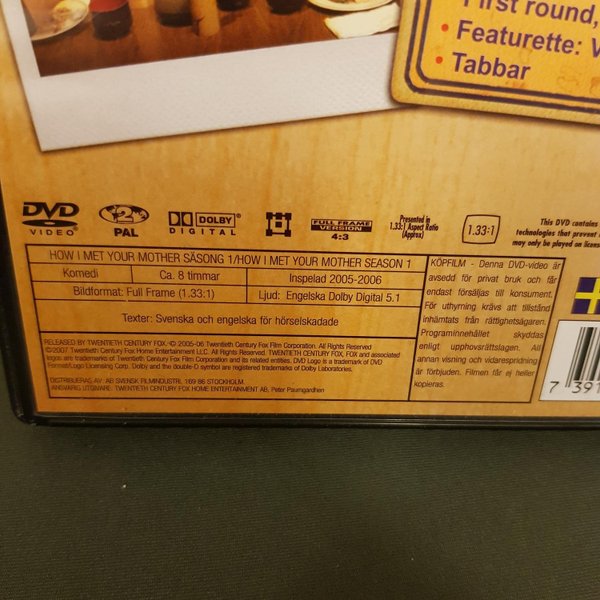 First round,
• Featurette: V
• Tabbar
DVD
VIDEO
2
PAL
DOLBY
DIGITAL
FULL FRAME
VERSION
4:3
Presented in
1.33:1 Aspect Ratio
(Approx)
1.33:1
This DVD contains
technologies that prevent
may only be played on license
HOW I MET YOUR MOTHER SÄSONG 1/HOW I MET YOUR MOTHER SEASON 1
Komedi
Ca. 8 timmar
Inspelad 2005-2006
Bildformat: Full Frame (1.33:1)
Ljud: Engelska Dolby Digital 5.1
Texter: Svenska och engelska för hörselskadade
RELEASED BY TWENTIETH CENTURY FOX. © 2005-06 Twentieth Century Fox Film Corporation. All Rights Reserved
©2007 Twentieth Century Fox Home Entertainment LLC. All Rights Reserved. TWENTIETH CENTURY FOX, FOX and associated
logos are trademarks of Twentieth Century Fox Film Corporation and its related entities. DVD Logo is a trademark of DVD
Format/Logo Licensing Corp. Dolby and the double-D symbol are registered trademarks of Dolby Laboratories.
DISTRIBUERAS AV: AB SVENSK FILMINDUSTRI, 169 86 STOCKHOLM.
ANSVARIG UTGIVARE: TWENTIETH CENTURY FOX HOME ENTERTAINMENT AB, Peter Paumgardhen
KÖPFILM - Denna DVD-video är
avsedd för privat bruk och får
endast försäljas till konsument.
För uthyrning krävs att tillstånd
inhämtats från rättighetsägaren.
Programinnehållet skyddas
enligt upphovsrättslagen. All
annan visning och vidarespridning
är förbjuden. Filmen får ej heller
kopieras.
7 391